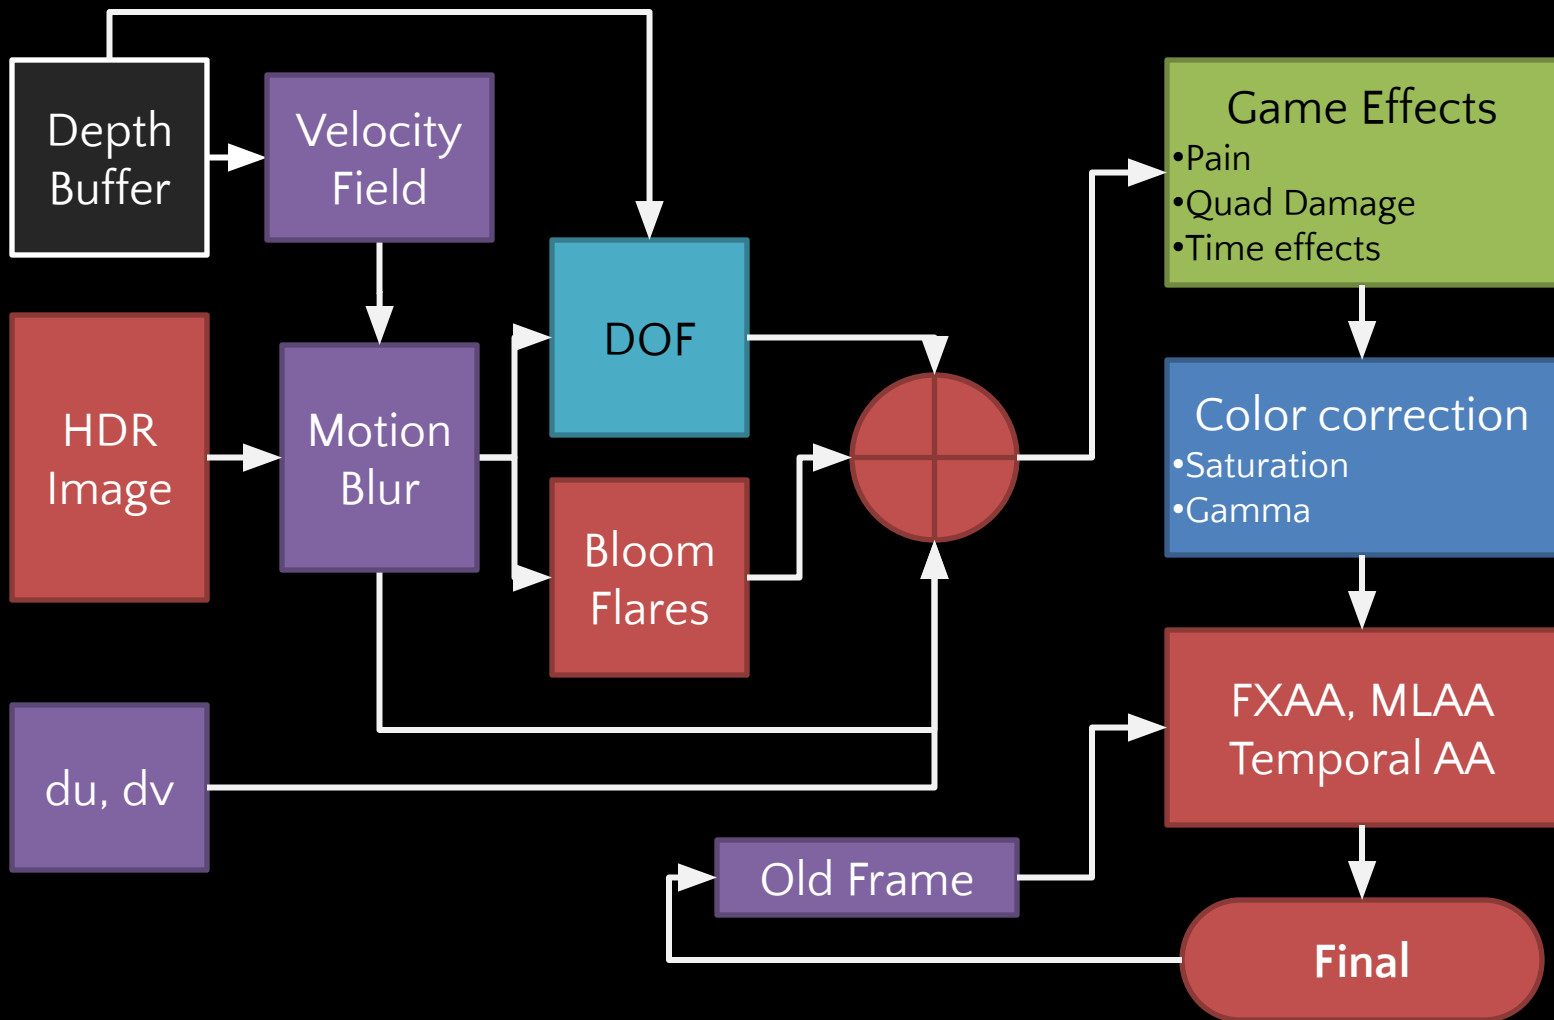 Depth
Buffer
Velocity
Field
HDR
Image
Motion
Blur
DOF
Bloom
Flares
du, dv
Old Frame
Game Effects
•Pain
•Quad Damage
•Time effects
Color correction
•Saturation
•Gamma
FXAA, MLAA
Temporal AA
Final